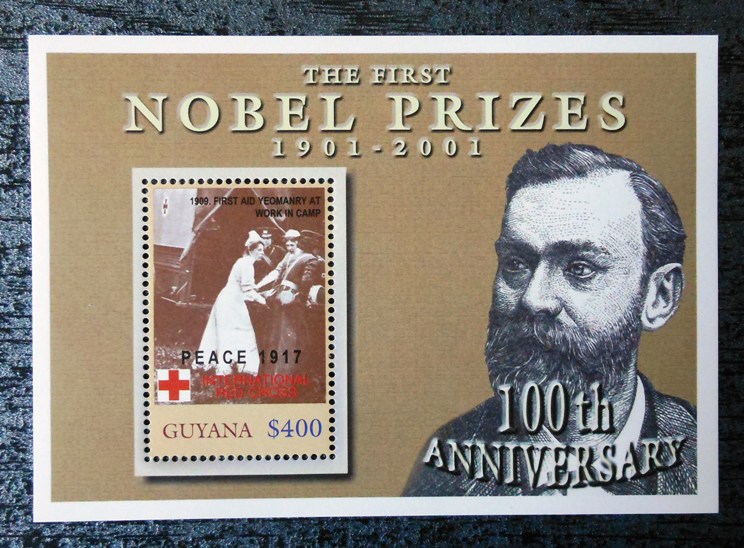 THE FIRST
NOBEL PRIZES
1901-2001
1909. FIRST AID YEOMANRY AT
WORK IN CAMP
PEACE 1917
INTERNATIONAL
RED CROSS
GUYANA $400
100th
ANNIVERSARY